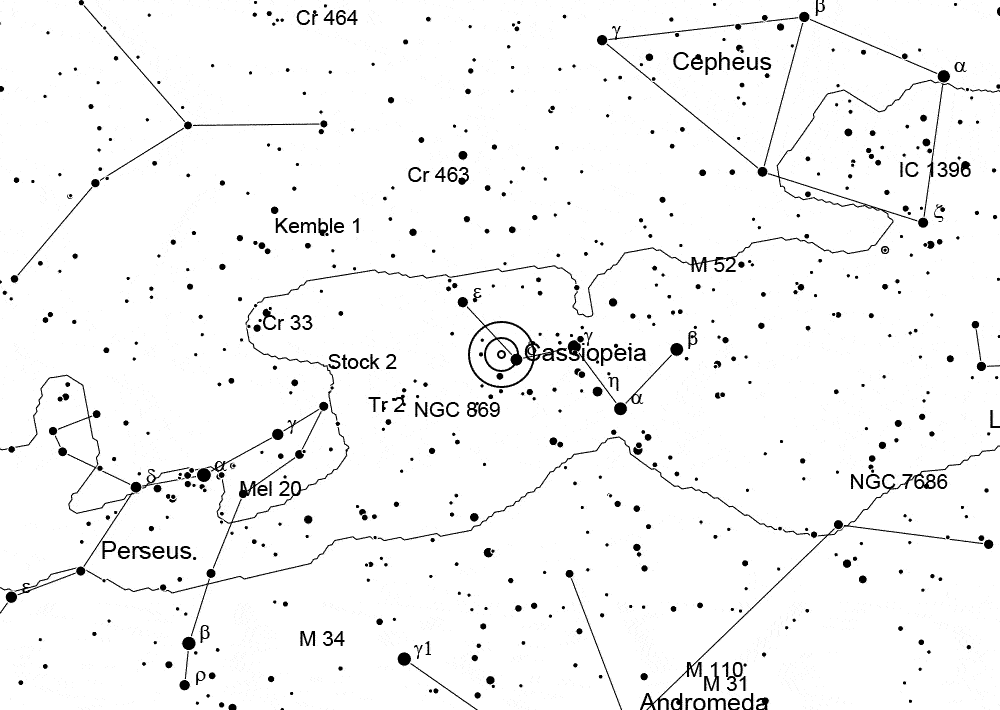 Cr 464
β
γ
Cepheus
α
Cr 463
IC 1396
ζ
Kemble 1
M 52
ε
Cr 33
γ
Cassiopeia
β
Stock 2
η
α
Tr 2
NGC 869
γ
L
δ
α
Mel 20
NGC 7686
Perseus
ε
β
M 34
γ1
ρ
M 110
M 31
Andromeda